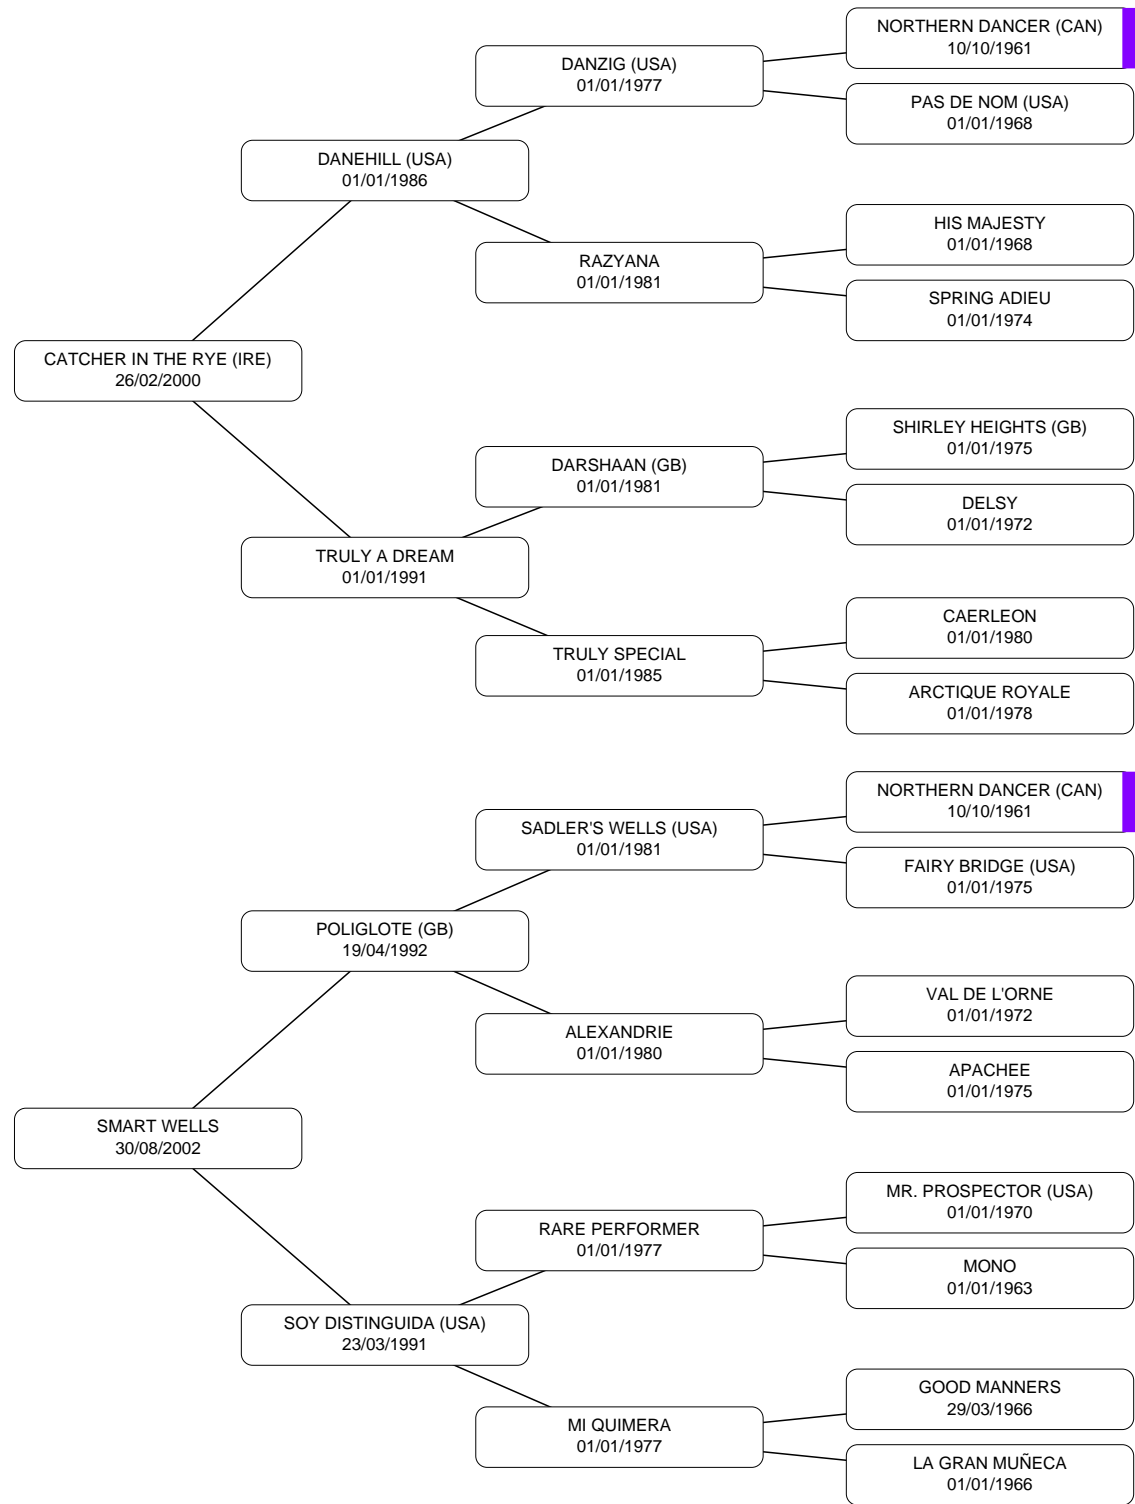 NORTHERN DANCER (CAN)
10/10/1961
DANZIG (USA)
01/01/1977
PAS DE NOM (USA)
01/01/1968
DANEHILL (USA)
01/01/1986
HIS MAJESTY
01/01/1968
RAZYANA
01/01/1981
SPRING ADIEU
01/01/1974
CATCHER IN THE RYE (IRE)
26/02/2000
SHIRLEY HEIGHTS (GB)
01/01/1975
DARSHAAN (GB)
01/01/1981
DELSY
01/01/1972
TRULY A DREAM
01/01/1991
CAERLEON
01/01/1980
TRULY SPECIAL
01/01/1985
ARCTIQUE ROYALE
01/01/1978
NORTHERN DANCER (CAN)
10/10/1961
SADLER'S WELLS (USA)
01/01/1981
FAIRY BRIDGE (USA)
01/01/1975
POLIGLOTE (GB)
19/04/1992
VAL DE L'ORNE
01/01/1972
ALEXANDRIE
01/01/1980
APACHEE
01/01/1975
SMART WELLS
30/08/2002
MR. PROSPECTOR (USA)
01/01/1970
RARE PERFORMER
01/01/1977
MONO
01/01/1963
SOY DISTINGUIDA (USA)
23/03/1991
GOOD MANNERS
29/03/1966
MI QUIMERA
01/01/1977
LA GRAN MUÑECA
01/01/1966